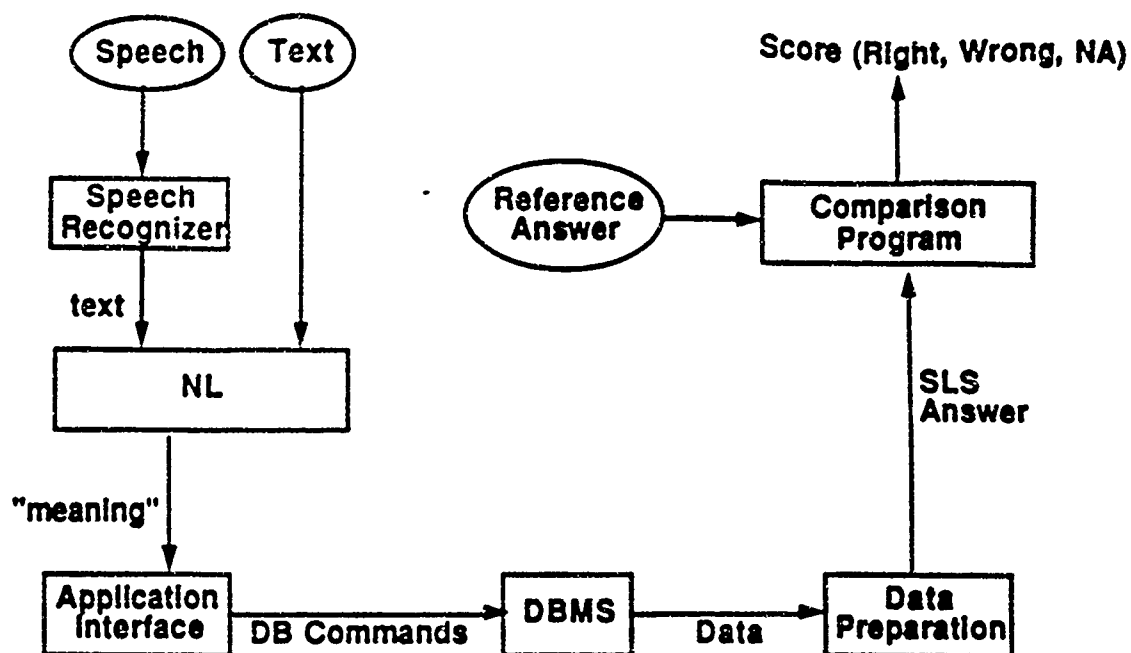 Speech
Text
Score (Right, Wrong, NA)
Speech
Recognizer
Reference
Answer
Comparison
Program
text
NL
SLS
Answer
"meaning"
Application
Interface
DB Commands
DBMS
Data
Data
Preparation